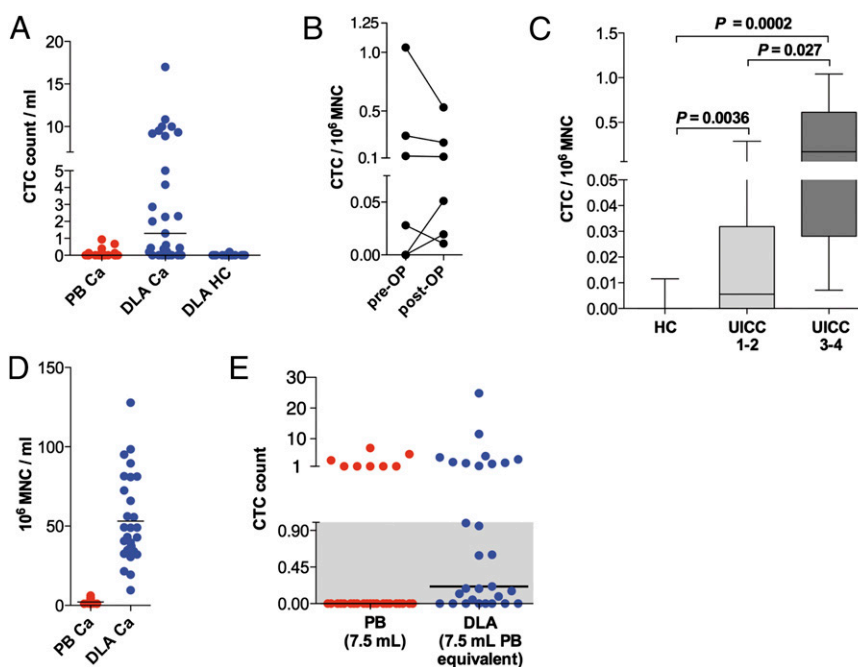 A
CTC count / ml
20
15
10
5
4
3
2
1
0
PB Ca
DLA Ca
DLA HC
B
CTC / 10⁶ MNC
1.25
0.5
0.1
0.05
0.00
pre-OP
post-OP
C
CTC / 10⁶ MNC
1.5
1.0
0.5
0.05
0.04
0.03
0.02
0.01
0.00
P = 0.0002
P = 0.027
P = 0.0036
HC
UICC
1-2
UICC
3-4
D
10⁶ MNC / ml
150
100
50
0
PB Ca
DLA Ca
E
CTC count
30
20
10
1
0.90
0.45
0.00
PB
(7.5 mL)
DLA
(7.5 mL PB
equivalent)